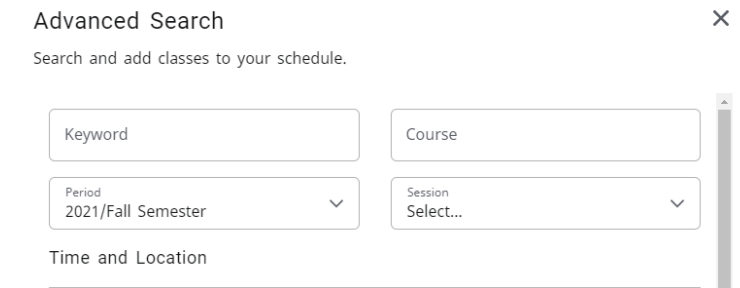 Advanced Search
Search and add classes to your schedule.
Keyword
Course
Period
2021/Fall Semester
Session
Select...
Time and Location